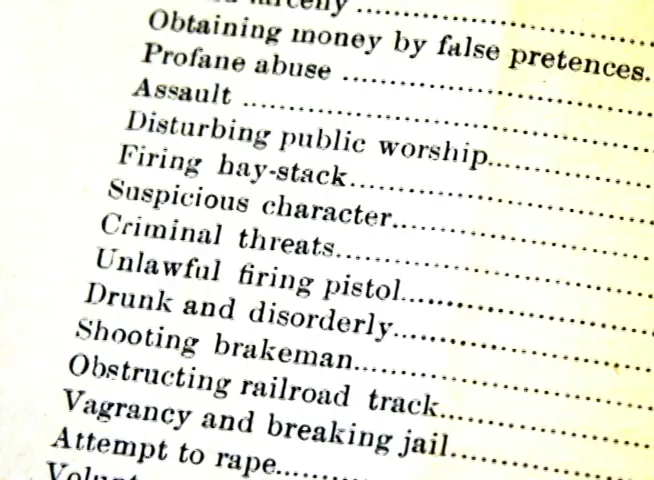 larceny ........................
Obtaining money by false pretences.
Profane abuse ........................
Assault ........................
Disturbing public worship........................
Firing hay-stack........................
Suspicious character........................
Criminal threats........................
Unlawful firing pistol........................
Drunk and disorderly........................
Shooting brakeman........................
Obstructing railroad track........................
Vagrancy and breaking jail........................
Attempt to rape........................